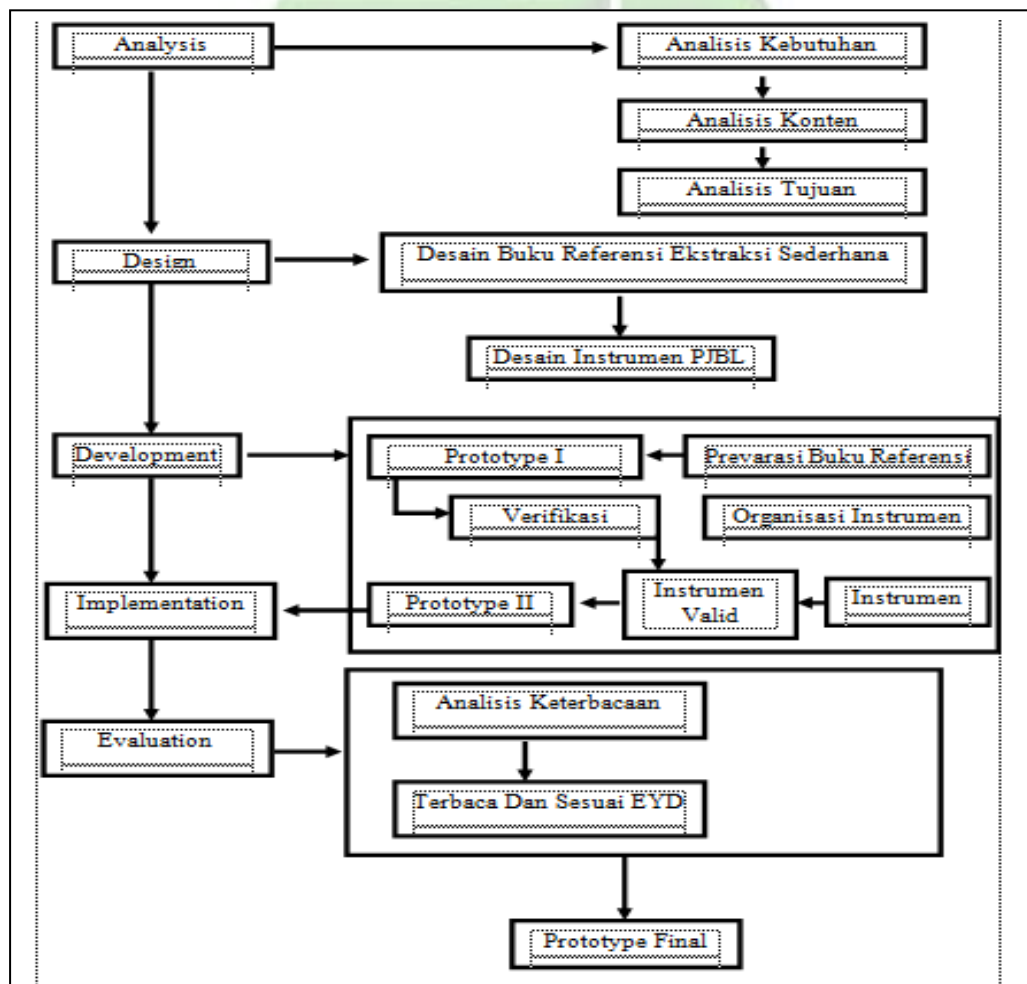 Analysis
Analisis Kebutuhan
Analisis Konten
Analisis Tujuan
Design
Desain Buku Referensi Ekstraksi Sederhana
Desain Instrumen PJBL
Development
Prototype I
Prevarasi Buku Referensi
Verifikasi
Organisasi Instrumen
Implementation
Prototype II
Instrumen
Valid
Instrumen
Evaluation
Analisis Keterbacaan
Terbaca Dan Sesuai EYD
Prototype Final